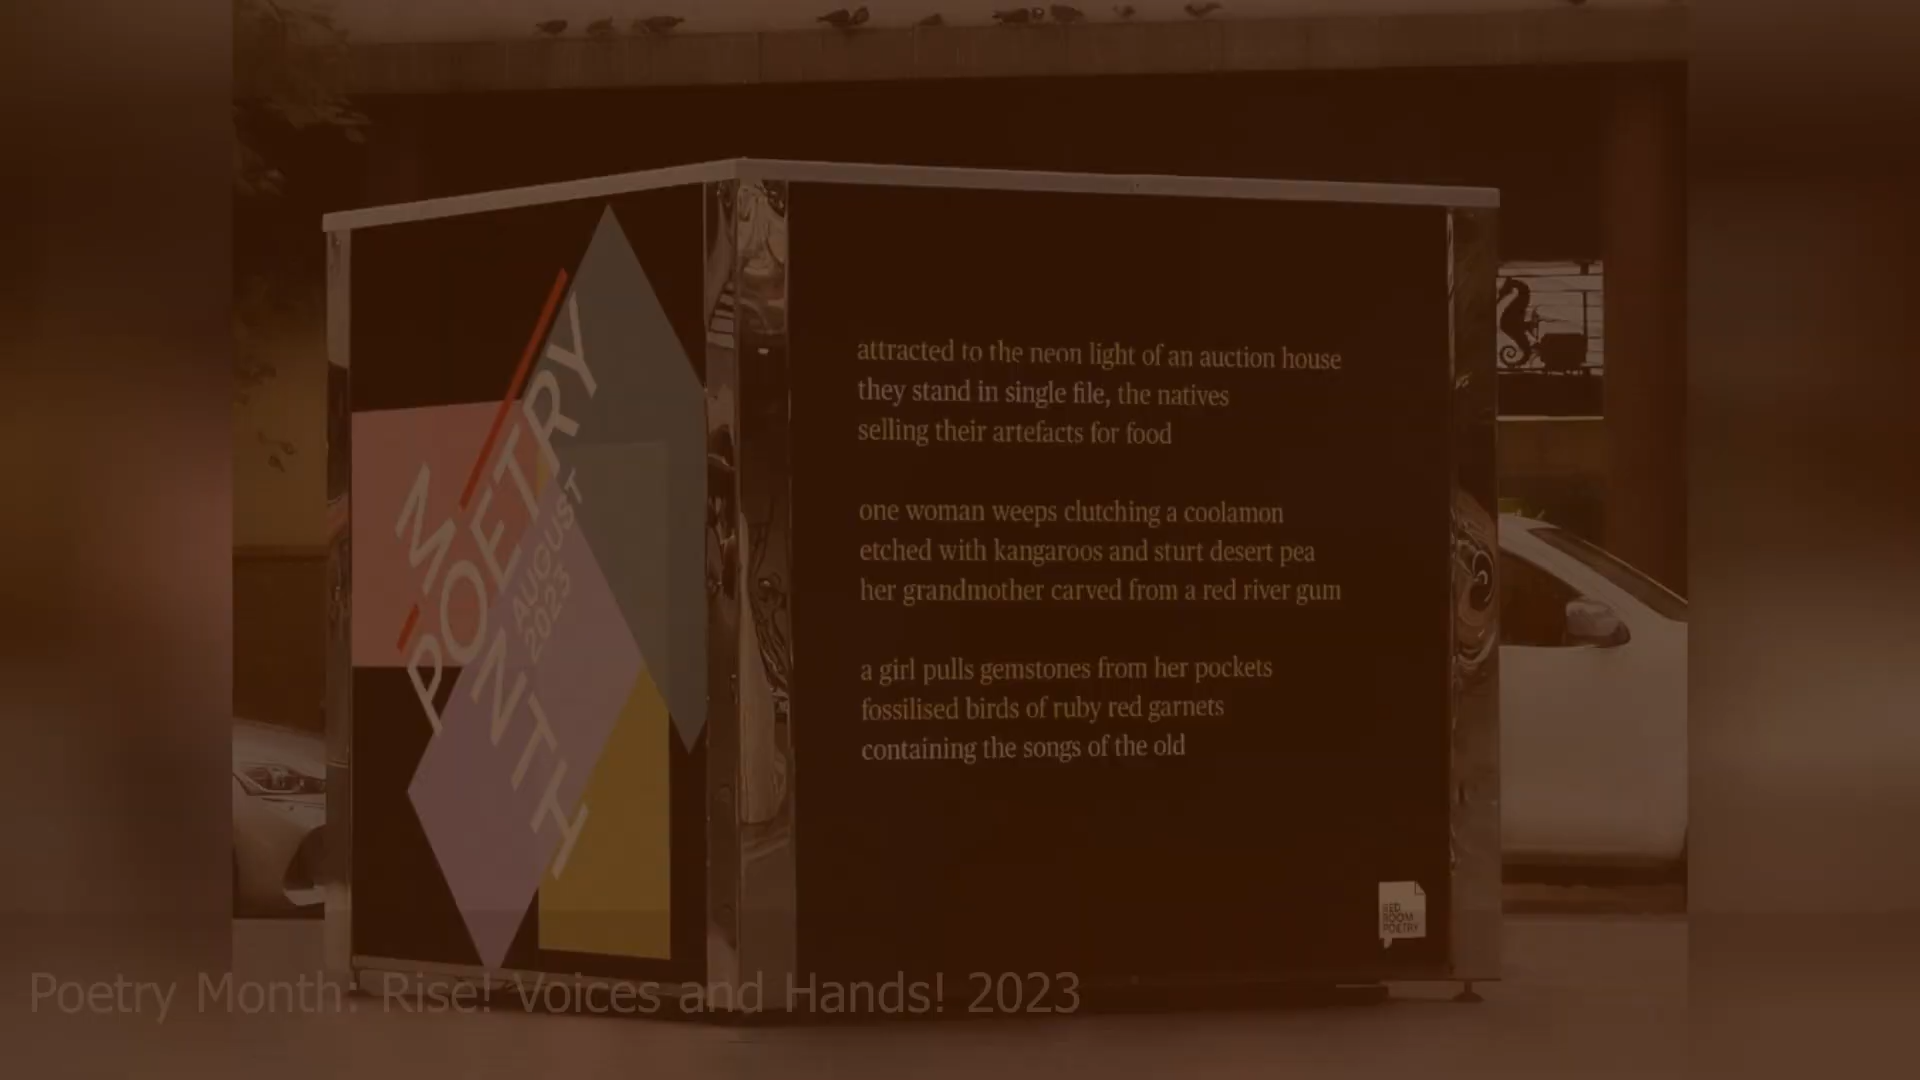 POETRY
MONTH
AUGUST
2023
attracted to the neon light of an auction house
they stand in single file, the natives
selling their artefacts for food
one woman weeps clutching a coolamon
etched with kangaroos and sturt desert pea
her grandmother carved from a red river gum
a girl pulls gemstones from her pockets
fossilised birds of ruby red garnets
containing the songs of the old
RED
ROOM
POETRY
Poetry Month: Rise! Voices and Hands! 2023